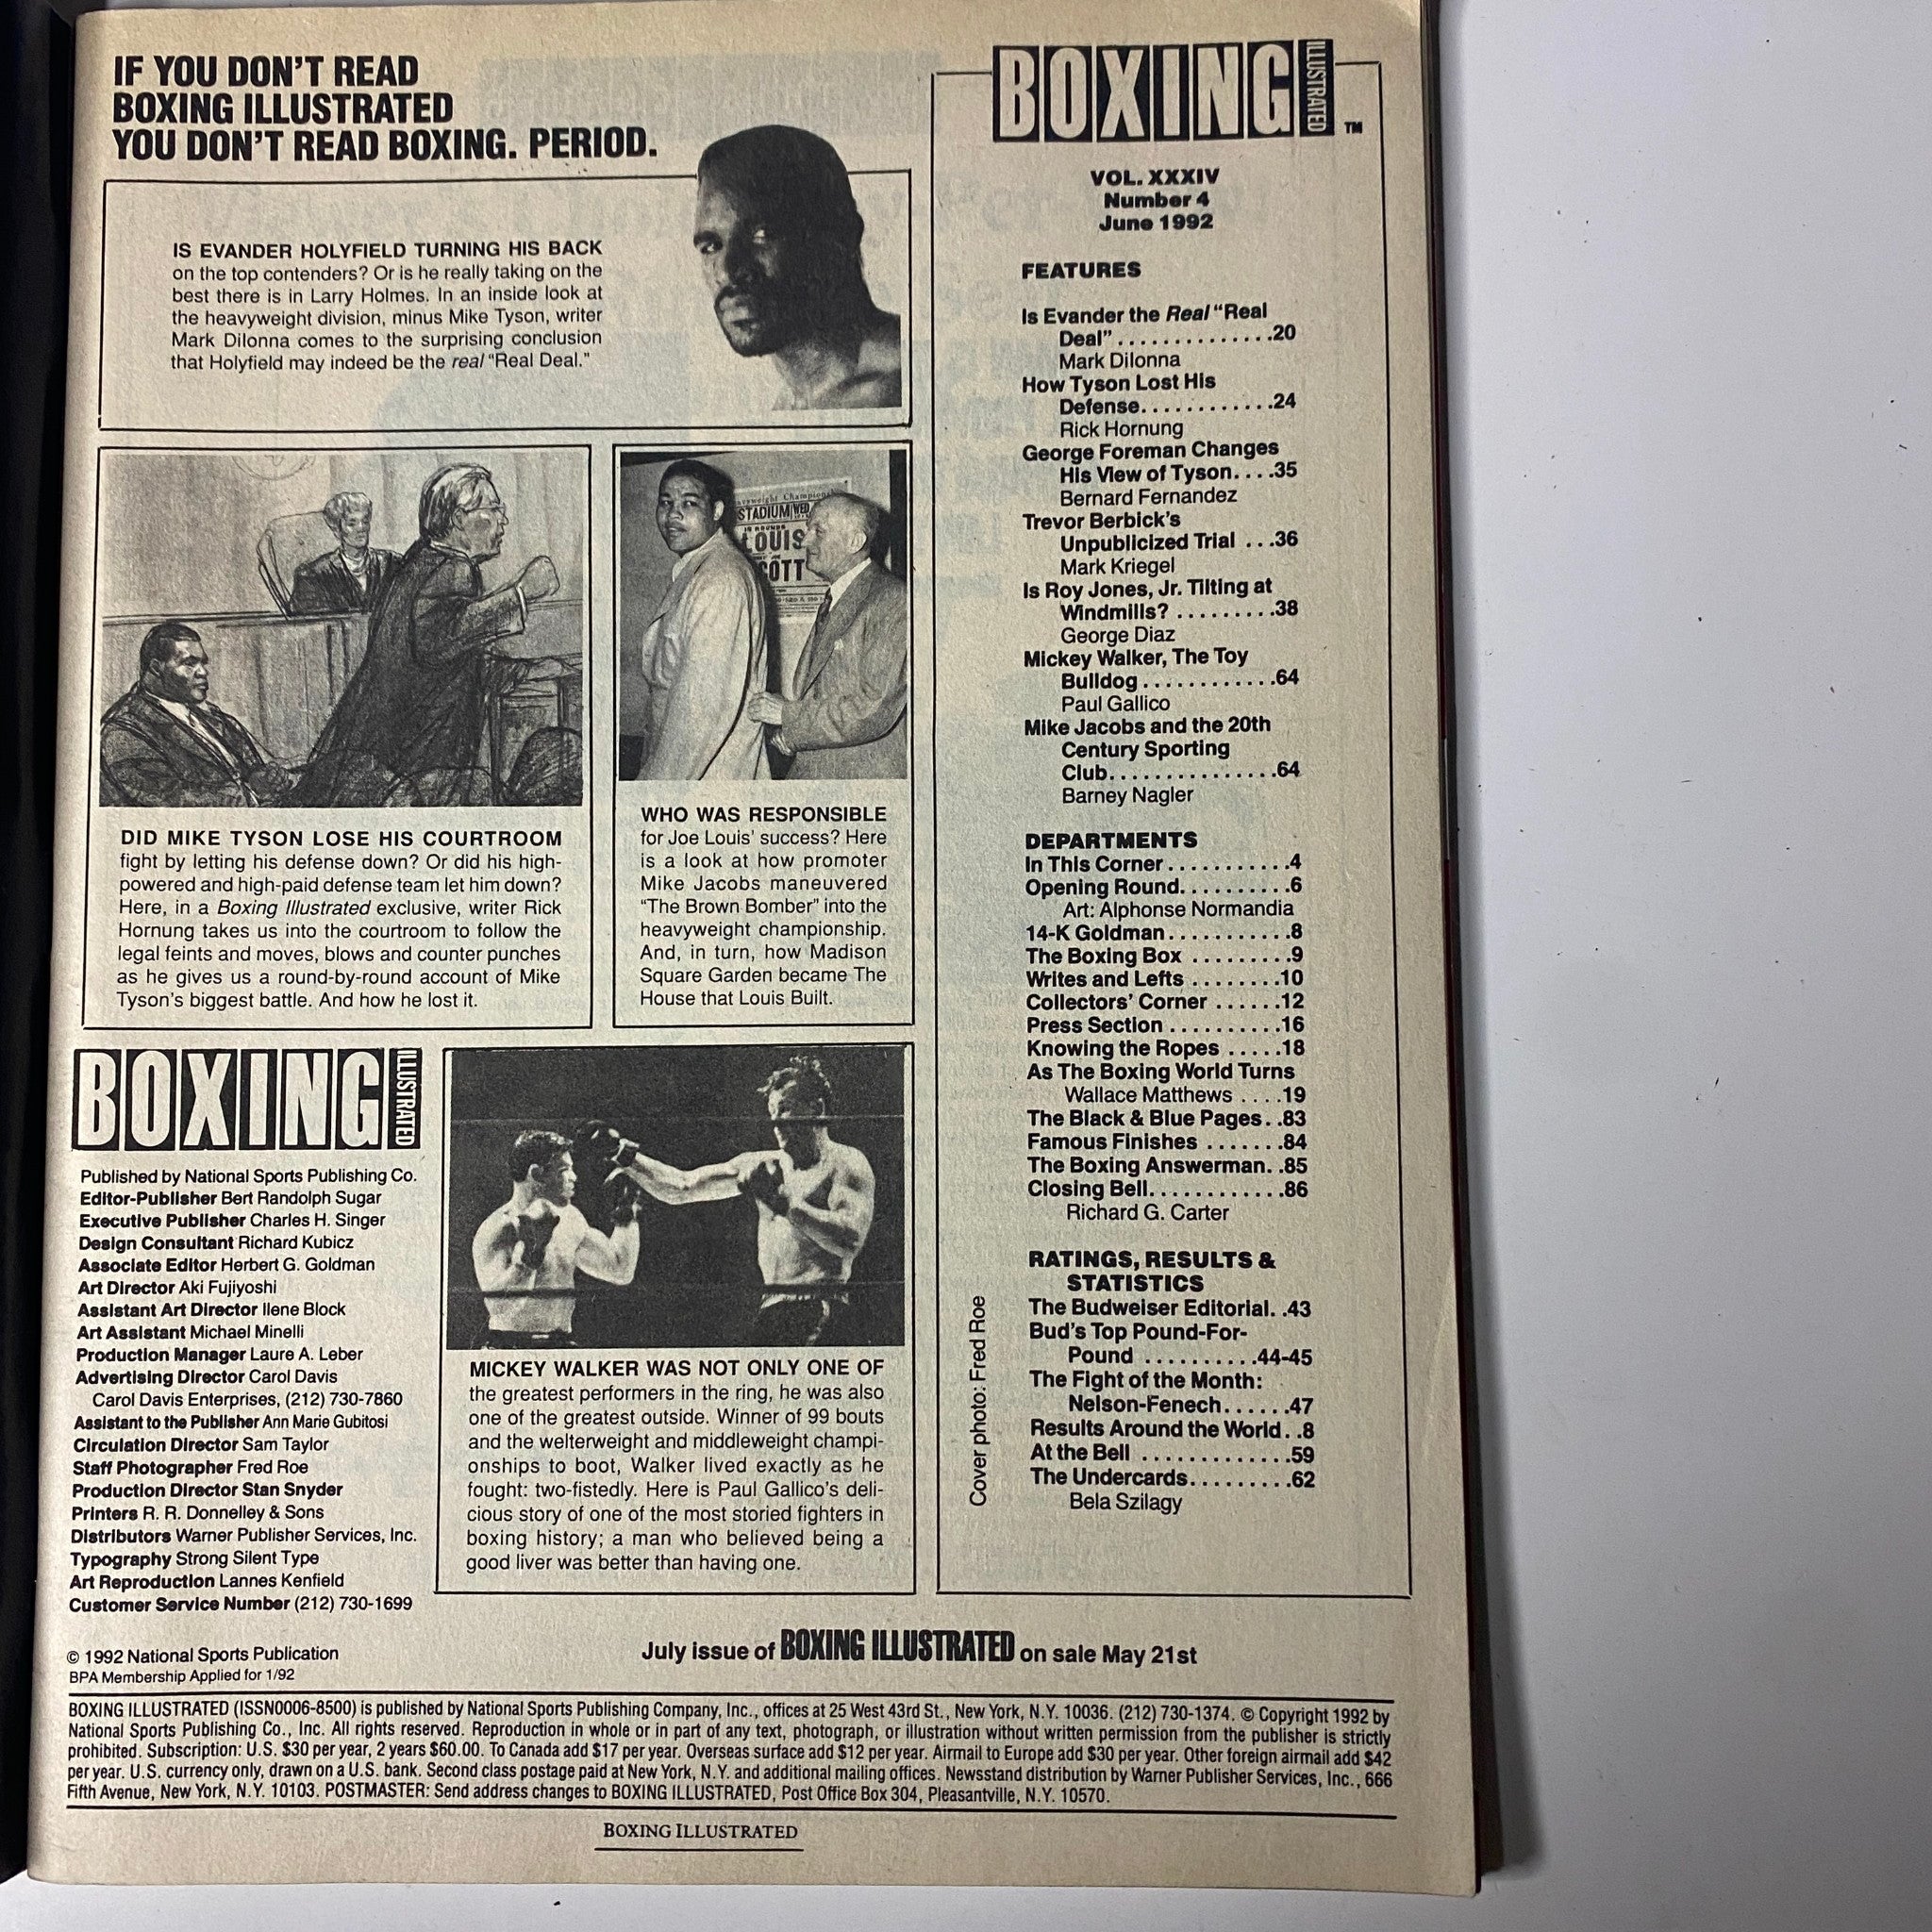 IF YOU DON'T READ
BOXING ILLUSTRATED
YOU DON'T READ BOXING. PERIOD.
IS EVANDER HOLYFIELD TURNING HIS BACK
on the top contenders? Or is he really taking on the
best there is in Larry Holmes. In an inside look at
the heavyweight division, minus Mike Tyson, writer
Mark Dilonna comes to the surprising conclusion
that Holyfield may indeed be the real "Real Deal."
DID MIKE TYSON LOSE HIS COURTROOM
fight by letting his defense down? Or did his high-
powered and high-paid defense team let him down?
Here, in a Boxing Illustrated exclusive, writer Rick
Hornung takes us into the courtroom to follow the
legal feints and moves, blows and counter punches
as he gives us a round-by-round account of Mike
Tyson's biggest battle. And how he lost it.
STADIUM WED
LOUIS
COTT
WHO WAS RESPONSIBLE
for Joe Louis' success? Here
is a look at how promoter
Mike Jacobs maneuvered
"The Brown Bomber" into the
heavyweight championship.
And, in turn, how Madison
Square Garden became The
House that Louis Built.
BOXING ILLUSTRATED
Published by National Sports Publishing Co.
Editor-Publisher Bert Randolph Sugar
Executive Publisher Charles H. Singer
Design Consultant Richard Kubicz
Associate Editor Herbert G. Goldman
Art Director Aki Fujiyoshi
Assistant Art Director Ilene Block
Art Assistant Michael Minelli
Production Manager Laure A. Leber
Advertising Director Carol Davis
Carol Davis Enterprises, (212) 730-7860
Assistant to the Publisher Ann Marie Gubitosi
Circulation Director Sam Taylor
Staff Photographer Fred Roe
Production Director Stan Snyder
Printers R. R. Donnelley & Sons
Distributors Warner Publisher Services, Inc.
Typography Strong Silent Type
Art Reproduction Lannes Kenfield
Customer Service Number (212) 730-1699
© 1992 National Sports Publication
BPA Membership Applied for 1/92
MICKEY WALKER WAS NOT ONLY ONE OF
the greatest performers in the ring, he was also
one of the greatest outside. Winner of 99 bouts
and the welterweight and middleweight champi-
onships to boot, Walker lived exactly as he
fought: two-fistedly. Here is Paul Gallico's deli-
cious story of one of the most storied fighters in
boxing history; a man who believed being a
good liver was better than having one.
BOXING ILLUSTRATED ™
VOL. XXXIV
Number 4
June 1992
FEATURES
Is Evander the Real "Real
Deal" ..............20
Mark Dilonna
How Tyson Lost His
Defense............24
Rick Hornung
George Foreman Changes
His View of Tyson....35
Bernard Fernandez
Trevor Berbick's
Unpublicized Trial ...36
Mark Kriegel
Is Roy Jones, Jr. Tilting at
Windmills? .........38
George Diaz
Mickey Walker, The Toy
Bulldog ............64
Paul Gallico
Mike Jacobs and the 20th
Century Sporting
Club...............64
Barney Nagler
DEPARTMENTS
In This Corner ...........4
Opening Round..........6
Art: Alphonse Normandia
14-K Goldman...........8
The Boxing Box .........9
Writes and Lefts ........10
Collectors' Corner ......12
Press Section ..........16
Knowing the Ropes .....18
As The Boxing World Turns
Wallace Matthews ....19
The Black & Blue Pages..83
Famous Finishes .......84
The Boxing Answerman..85
Closing Bell............86
Richard G. Carter
RATINGS, RESULTS &
STATISTICS
The Budweiser Editorial..43
Bud's Top Pound-For-
Pound ..........44-45
The Fight of the Month:
Nelson-Fenech......47
Results Around the World..8
At the Bell .............59
The Undercards.........62
Bela Szilagy
Cover photo: Fred Roe
July issue of BOXING ILLUSTRATED on sale May 21st
BOXING ILLUSTRATED (ISSN0006-8500) is published by National Sports Publishing Company, Inc., offices at 25 West 43rd St., New York, N.Y. 10036. (212) 730-1374. © Copyright 1992 by
National Sports Publishing Co., Inc. All rights reserved. Reproduction in whole or in part of any text, photograph, or illustration without written permission from the publisher is strictly
prohibited. Subscription: U.S. $30 per year, 2 years $60.00. To Canada add $17 per year. Overseas surface add $12 per year. Airmail to Europe add $30 per year. Other foreign airmail add $42
per year. U.S. currency only, drawn on a U.S. bank. Second class postage paid at New York, N.Y. and additional mailing offices. Newsstand distribution by Warner Publisher Services, Inc., 666
Fifth Avenue, New York, N.Y. 10103. POSTMASTER: Send address changes to BOXING ILLUSTRATED, Post Office Box 304, Pleasantville, N.Y. 10570.
BOXING ILLUSTRATED